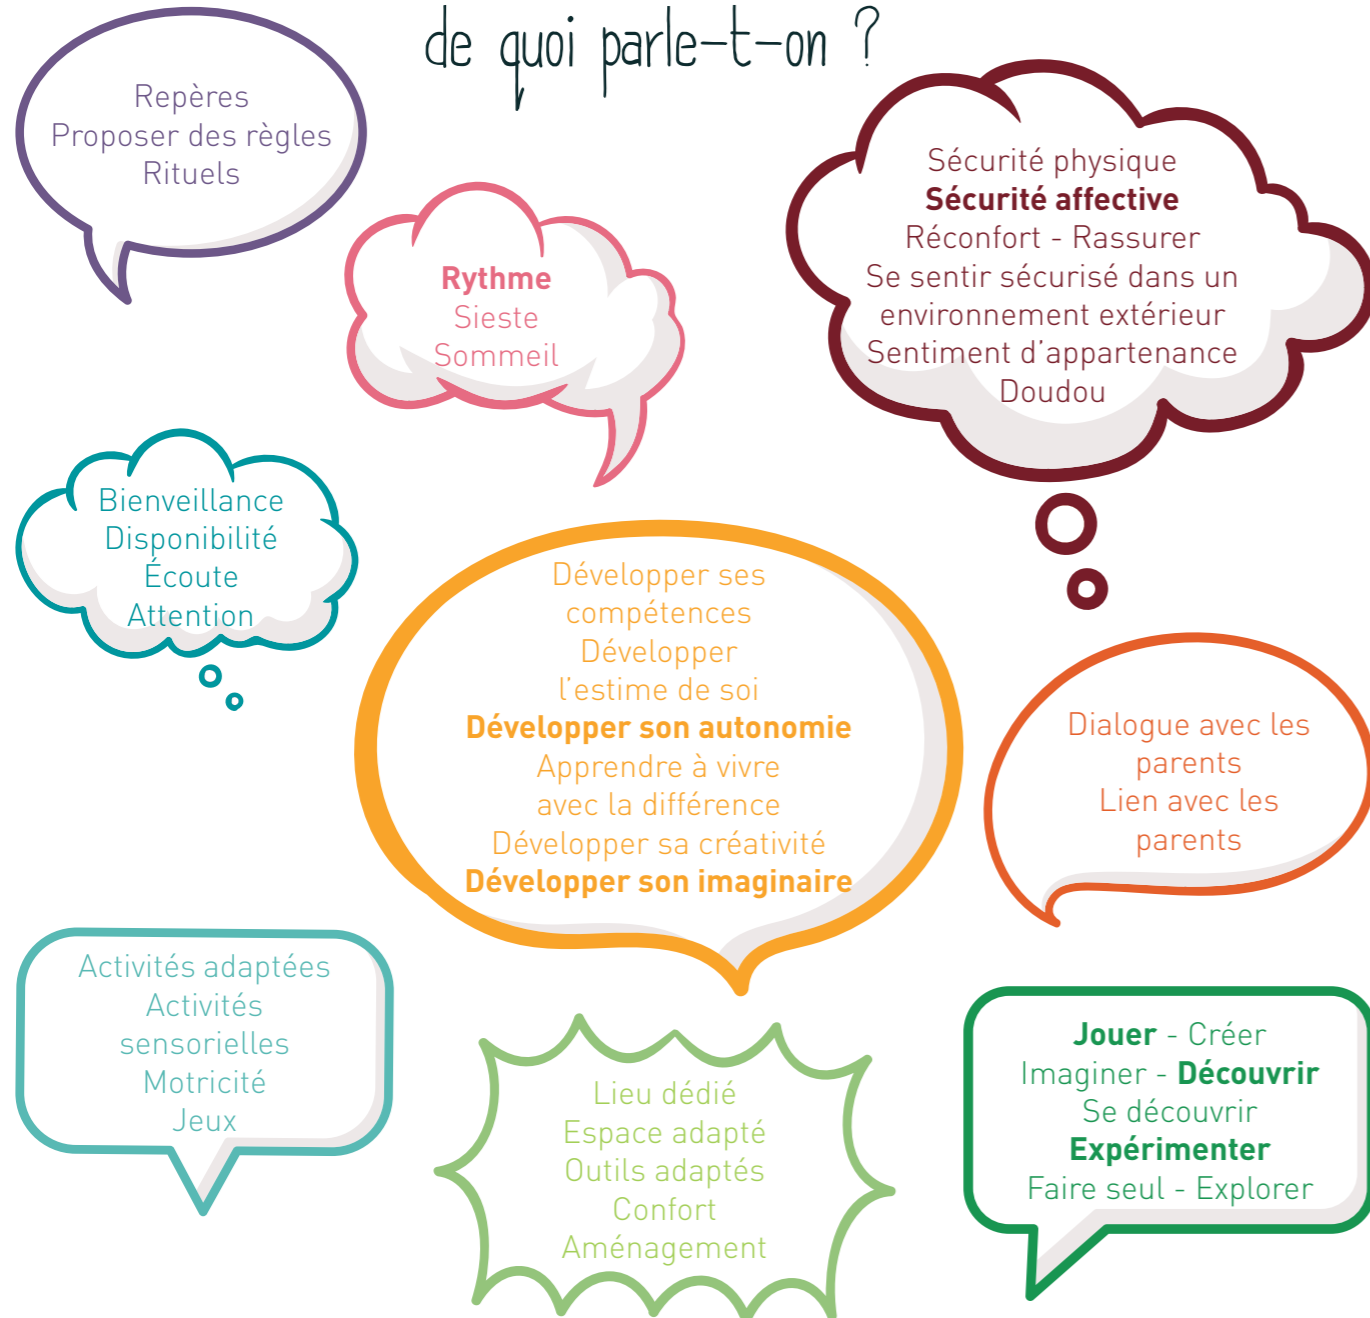 de quoi parle-t-on ?
Repères
Proposer des règles
Rituels
Rythme
Sieste
Sommeil
Sécurité physique
Sécurité affective
Réconfort - Rassurer
Se sentir sécurisé dans un
environnement extérieur
Sentiment d'appartenance
Doudou
Bienveillance
Disponibilité
Écoute
Attention
Développer ses
compétences
Développer
l'estime de soi
Développer son autonomie
Apprendre à vivre
avec la différence
Développer sa créativité
Développer son imaginaire
Dialogue avec les
parents
Lien avec les
parents
Activités adaptées
Activités
sensorielles
Motricité
Jeux
Lieu dédié
Espace adapté
Outils adaptés
Confort
Aménagement
Jouer - Créer
Imaginer - Découvrir
Se découvrir
Expérimenter
Faire seul - Explorer